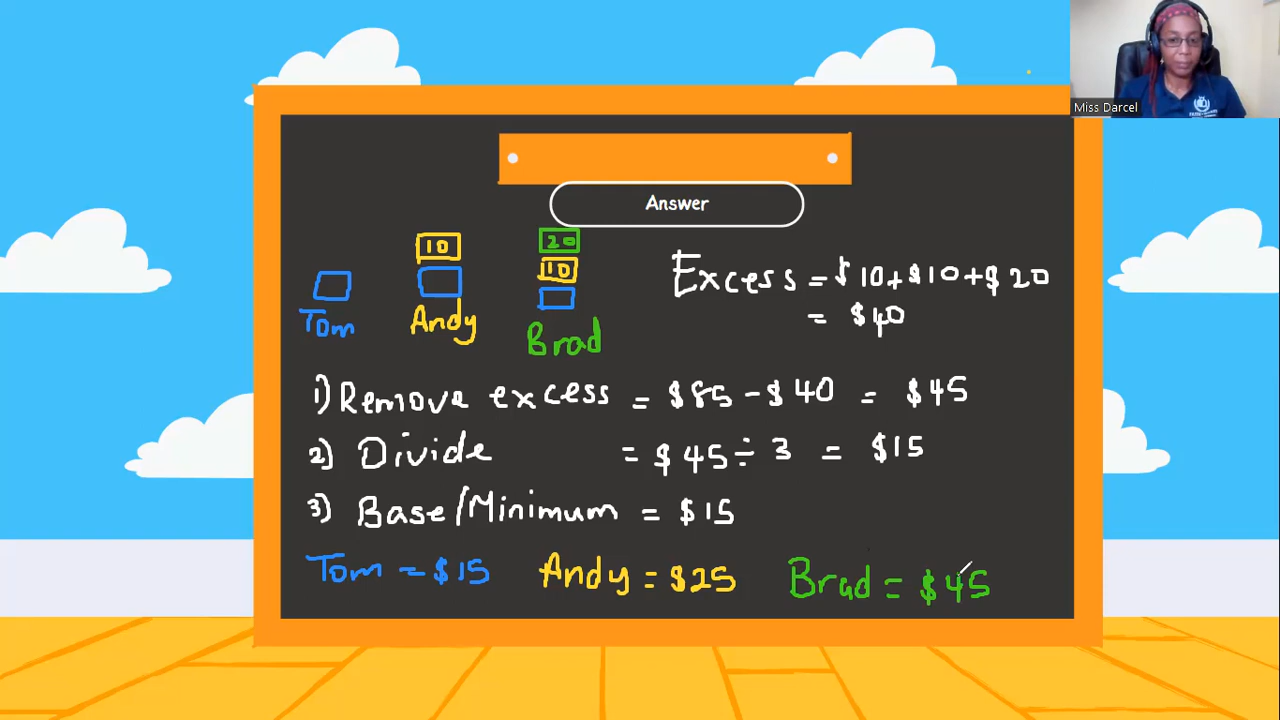 Miss Darcel
Answer
10
20
10
Tom
Andy
Brad
Excess = $10+$10+$20
= $40
1) Remove excess = $85 - $40 = $45
2) Divide = $45 ÷ 3 = $15
3) Base/Minimum = $15
Tom = $15 Andy = $25 Brad = $45